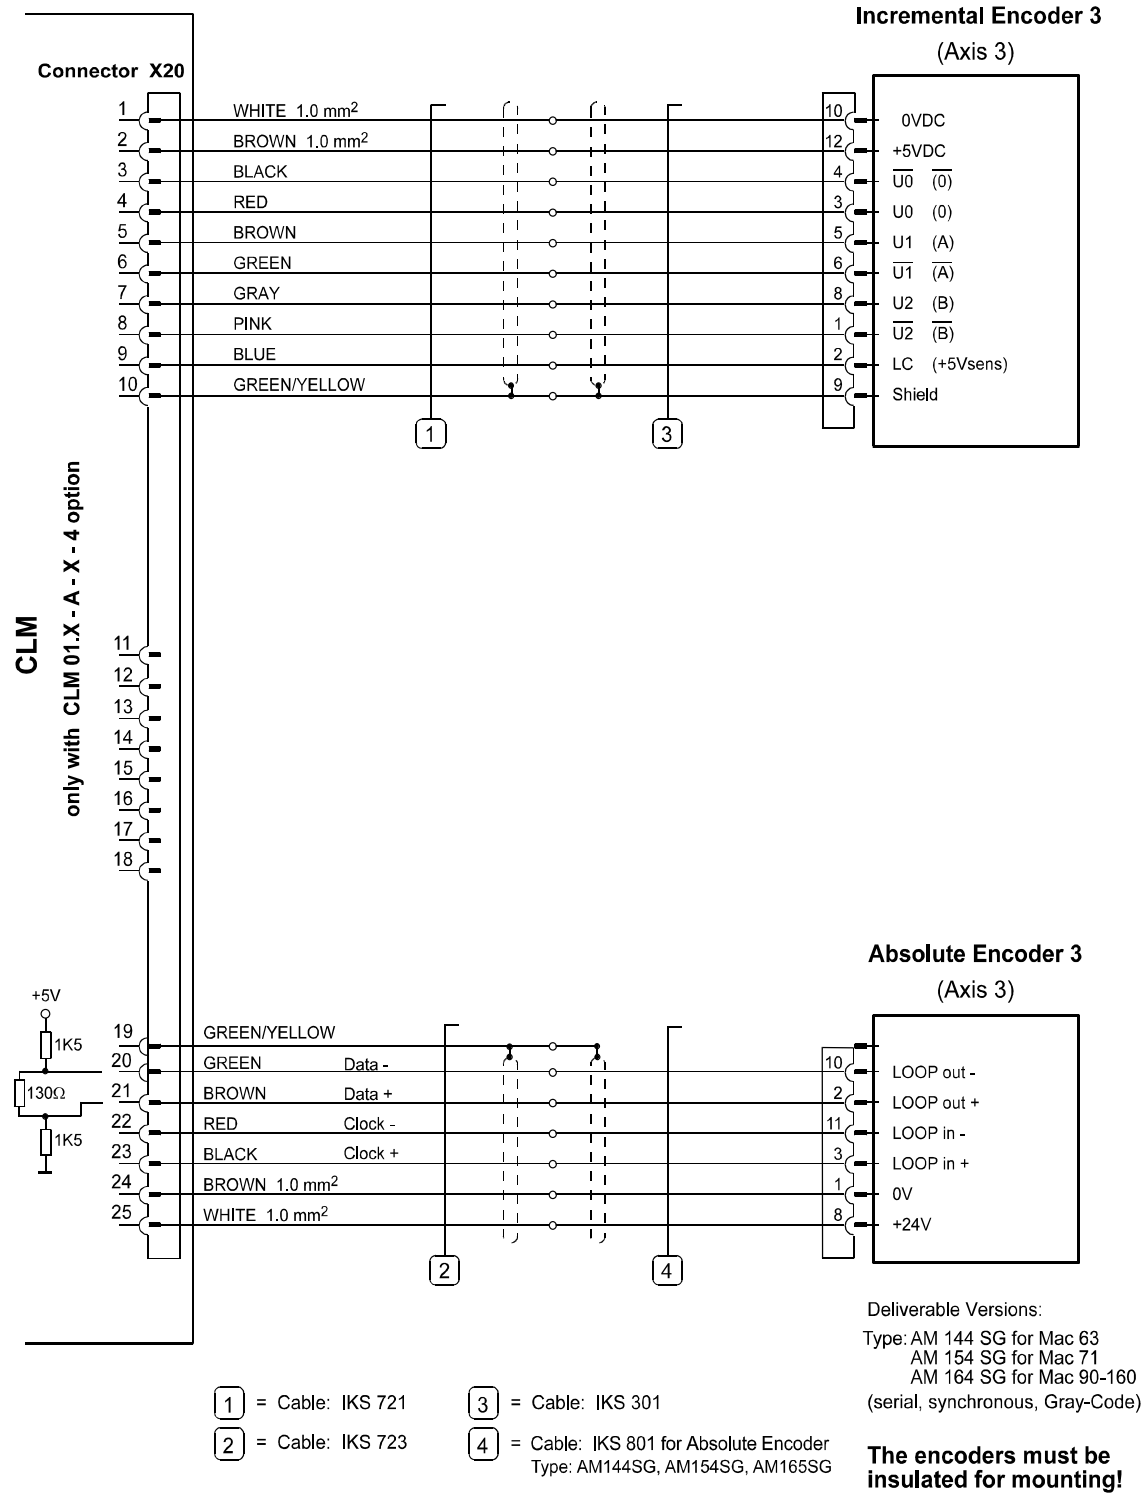 Incremental Encoder 3
(Axis 3)
Connector X20
1 WHITE 1.0 mm² 10 0VDC
2 BROWN 1.0 mm² 12 +5VDC
3 BLACK 4 U̅0̅ (̅0̅)̅
4 RED 3 U0 (0)
5 BROWN 5 U1 (A)
6 GREEN 6 U̅1̅ (̅A̅)̅
7 GRAY 8 U2 (B)
8 PINK 1 U̅2̅ (̅B̅)̅
9 BLUE 2 LC (+5Vsens)
10 GREEN/YELLOW 9 Shield
1 3
CLM
only with CLM 01.X - A - X - 4 option
11
12
13
14
15
16
17
18
Absolute Encoder 3
(Axis 3)
+5V
1K5
130Ω
1K5
19 GREEN/YELLOW
20 GREEN Data - 10 LOOP out -
21 BROWN Data + 2 LOOP out +
22 RED Clock - 11 LOOP in -
23 BLACK Clock + 3 LOOP in +
24 BROWN 1.0 mm² 1 0V
25 WHITE 1.0 mm² 8 +24V
2 4
Deliverable Versions:
Type: AM 144 SG for Mac 63
AM 154 SG for Mac 71
AM 164 SG for Mac 90-160
(serial, synchronous, Gray-Code)
1 = Cable: IKS 721
2 = Cable: IKS 723
3 = Cable: IKS 301
4 = Cable: IKS 801 for Absolute Encoder
Type: AM144SG, AM154SG, AM165SG
The encoders must be
insulated for mounting!